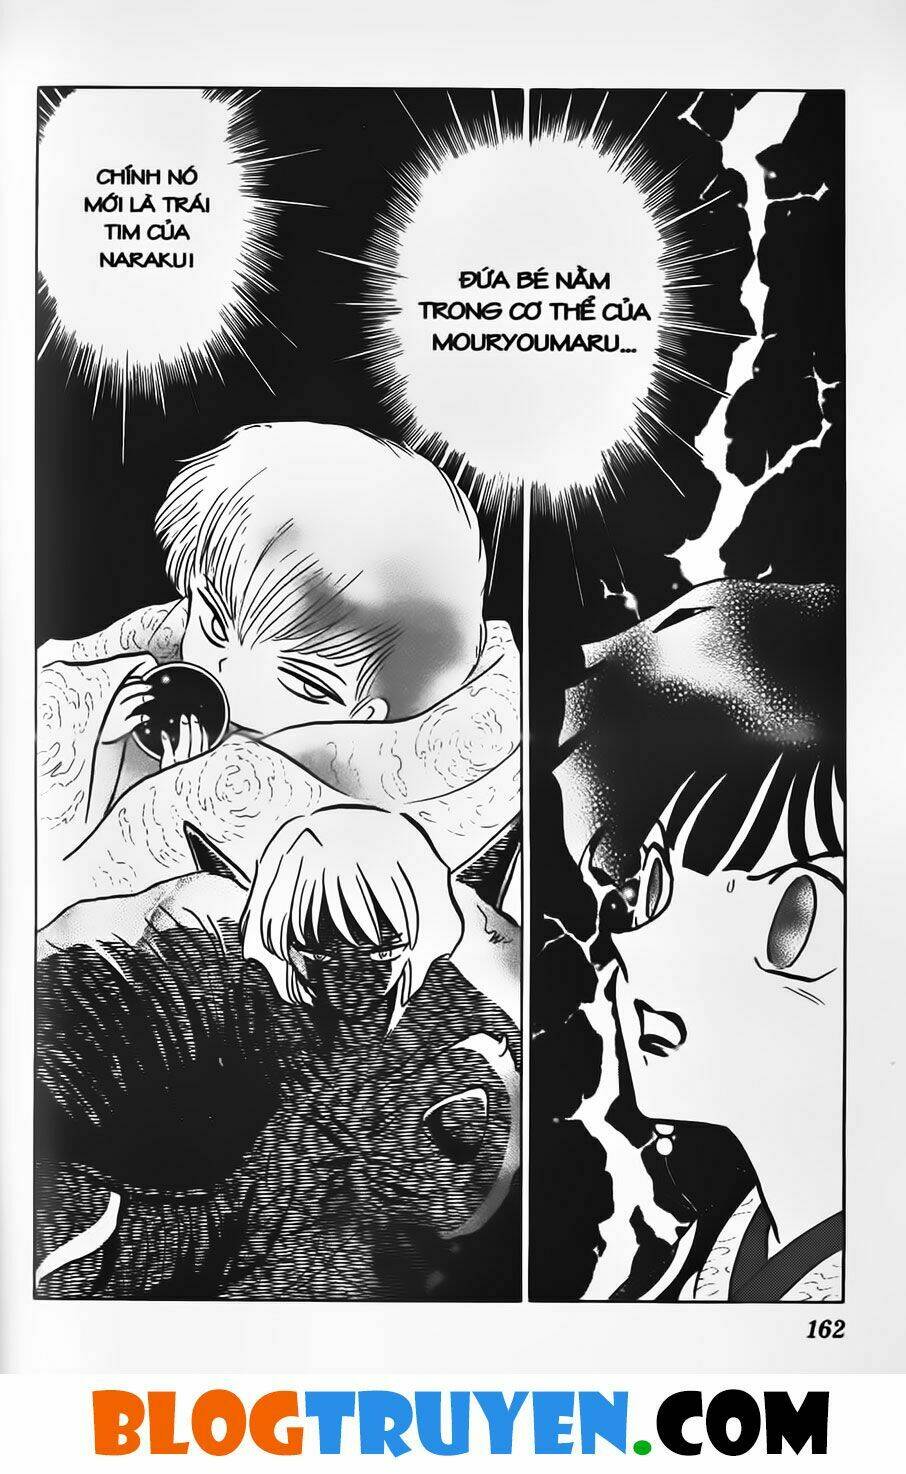 ĐỨA BÉ NẰM
TRONG CƠ THỂ CỦA
MOURYOUMARU...
CHÍNH NÓ
MỚI LÀ TRÁI
TIM CỦA
NARAKU!
162
BLOGTRUYEN.COM